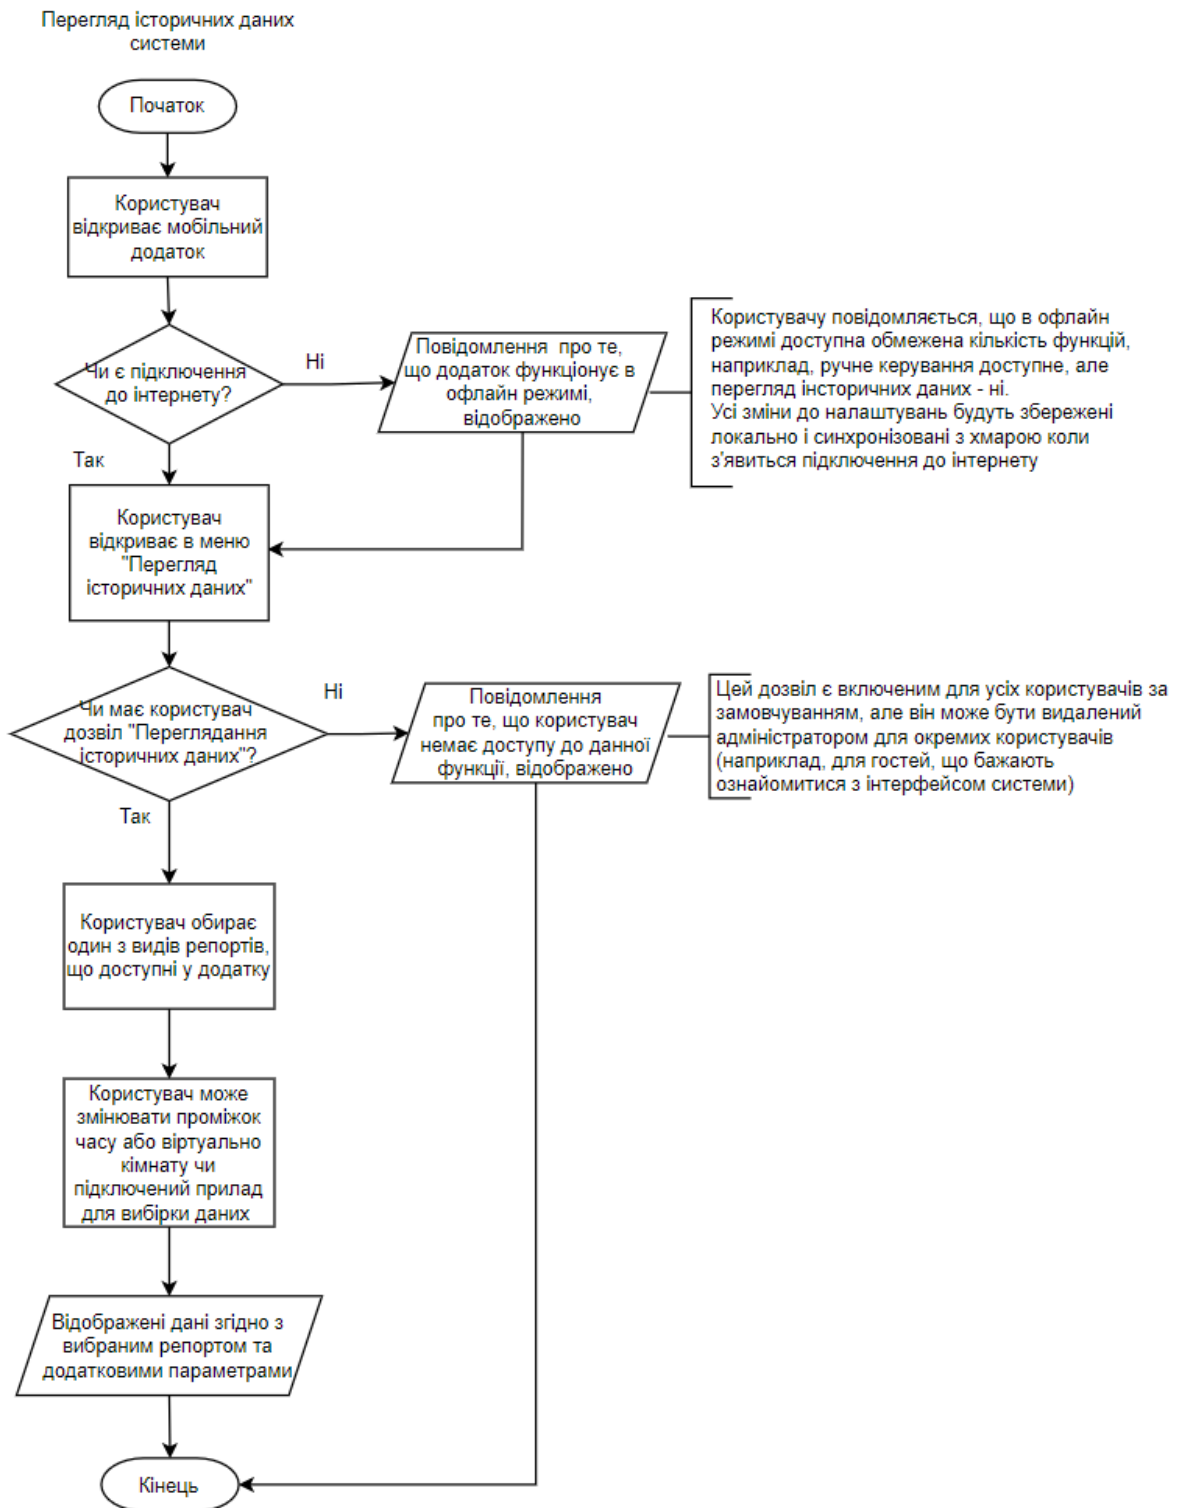 Перегляд історичних даних
системи
Початок
Користувач
відкриває мобільний
додаток
Чи є підключення
до інтернету?
Ні
Повідомлення про те,
що додаток функціонує в
офлайн режимі,
відображено
Користувачу повідомляється, що в офлайн
режимі доступна обмежена кількість функцій,
наприклад, ручне керування доступне, але
перегляд інсторичних даних - ні.
Усі зміни до налаштувань будуть збережені
локально і синхронізовані з хмарою коли
з'явиться підключення до інтернету
Так
Користувач
відкриває в меню
"Перегляд
історичних даних"
Чи має користувач
дозвіл "Переглядання
історичних даних"?
Ні
Повідомлення
про те, що користувач
немає доступу до данної
функції, відображено
Цей дозвіл є включеним для усіх користувачів за
замовчуванням, але він може бути видалений
адміністратором для окремих користувачів
(наприклад, для гостей, що бажають
ознайомитися з інтерфейсом системи)
Так
Користувач обирає
один з видів репортів,
що доступні у додатку
Користувач може
змінювати проміжок
часу або віртуально
кімнату чи
підключений прилад
для вибірки даних
Відображені дані згідно з
вибраним репортом та
додатковими параметрами
Кінець